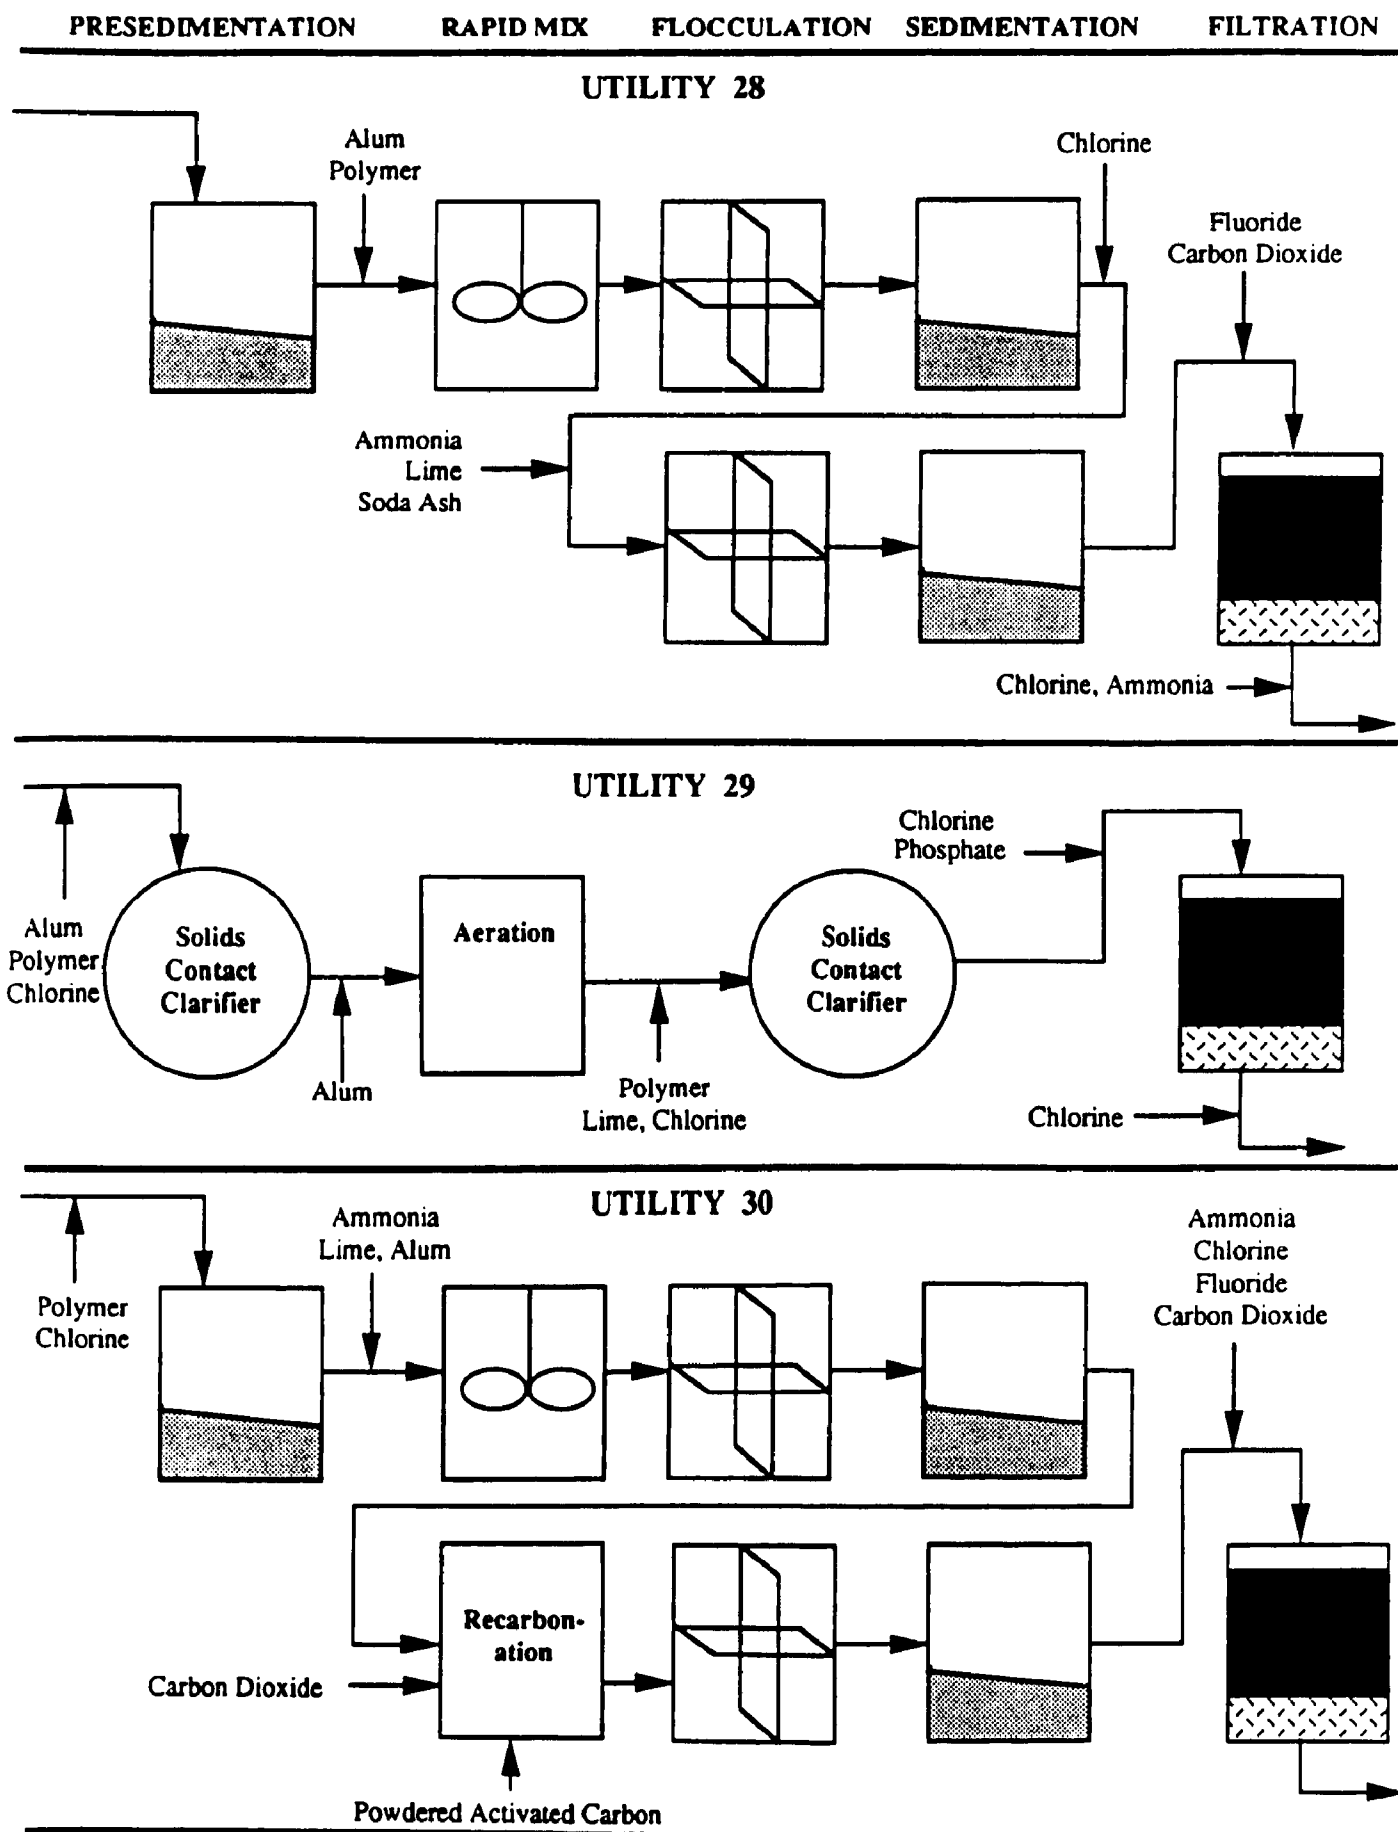 PRESEDIMENTATION RAPID MIX FLOCCULATION SEDIMENTATION FILTRATION
UTILITY 28
Alum
Polymer
Chlorine
Fluoride
Carbon Dioxide
Ammonia
Lime
Soda Ash
Chlorine, Ammonia
UTILITY 29
Alum
Polymer
Chlorine
Solids
Contact
Clarifier
Alum
Aeration
Polymer
Lime, Chlorine
Solids
Contact
Clarifier
Chlorine
Phosphate
Chlorine
UTILITY 30
Polymer
Chlorine
Ammonia
Lime, Alum
Ammonia
Chlorine
Fluoride
Carbon Dioxide
Recarbon-
ation
Carbon Dioxide
Powdered Activated Carbon